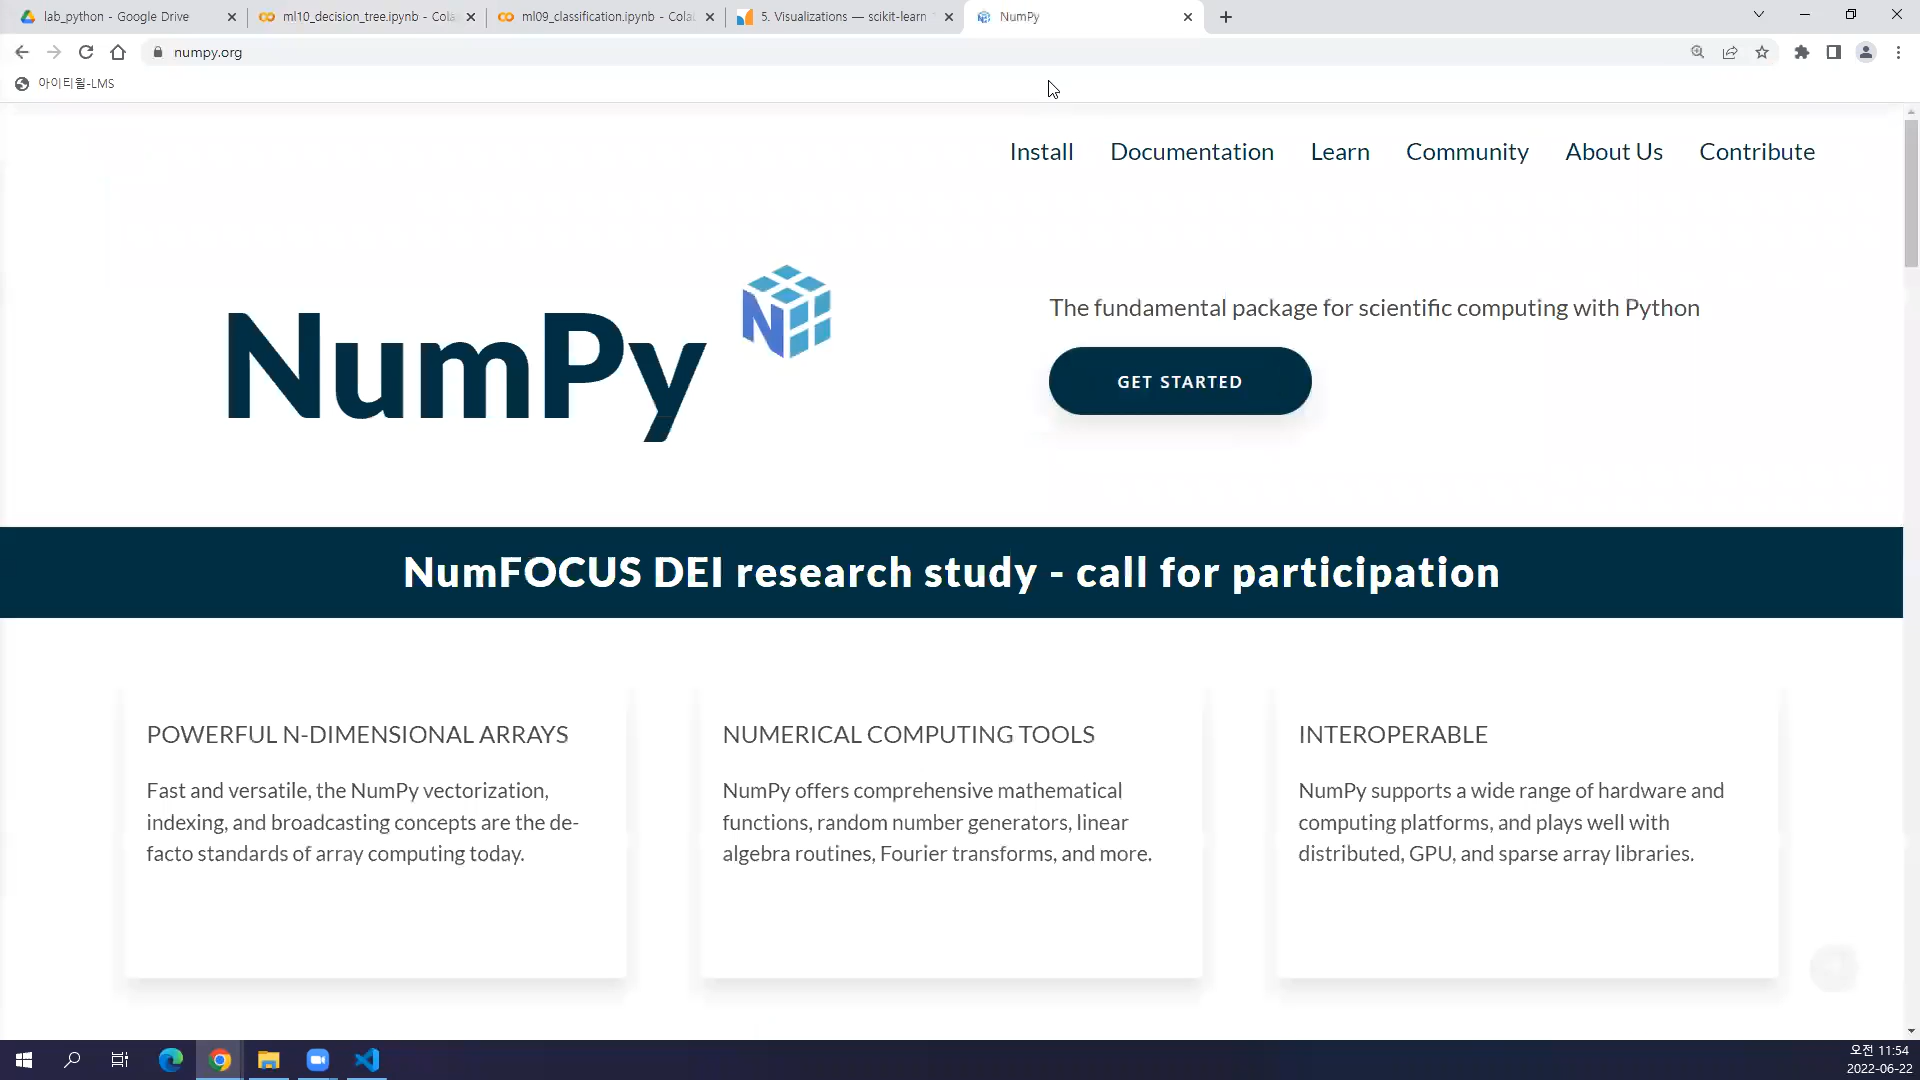 lab_python - Google Drive
ml10_decision_tree.ipynb - Cola
ml09_classification.ipynb - Cola
5. Visualizations — scikit-learn
NumPy
numpy.org
아이티윌-LMS
Install
Documentation
Learn
Community
About Us
Contribute
NumPy
The fundamental package for scientific computing with Python
GET STARTED
NumFOCUS DEI research study - call for participation
POWERFUL N-DIMENSIONAL ARRAYS
Fast and versatile, the NumPy vectorization,
indexing, and broadcasting concepts are the de-
facto standards of array computing today.
NUMERICAL COMPUTING TOOLS
NumPy offers comprehensive mathematical
functions, random number generators, linear
algebra routines, Fourier transforms, and more.
INTEROPERABLE
NumPy supports a wide range of hardware and
computing platforms, and plays well with
distributed, GPU, and sparse array libraries.
오전 11:54
2022-06-22